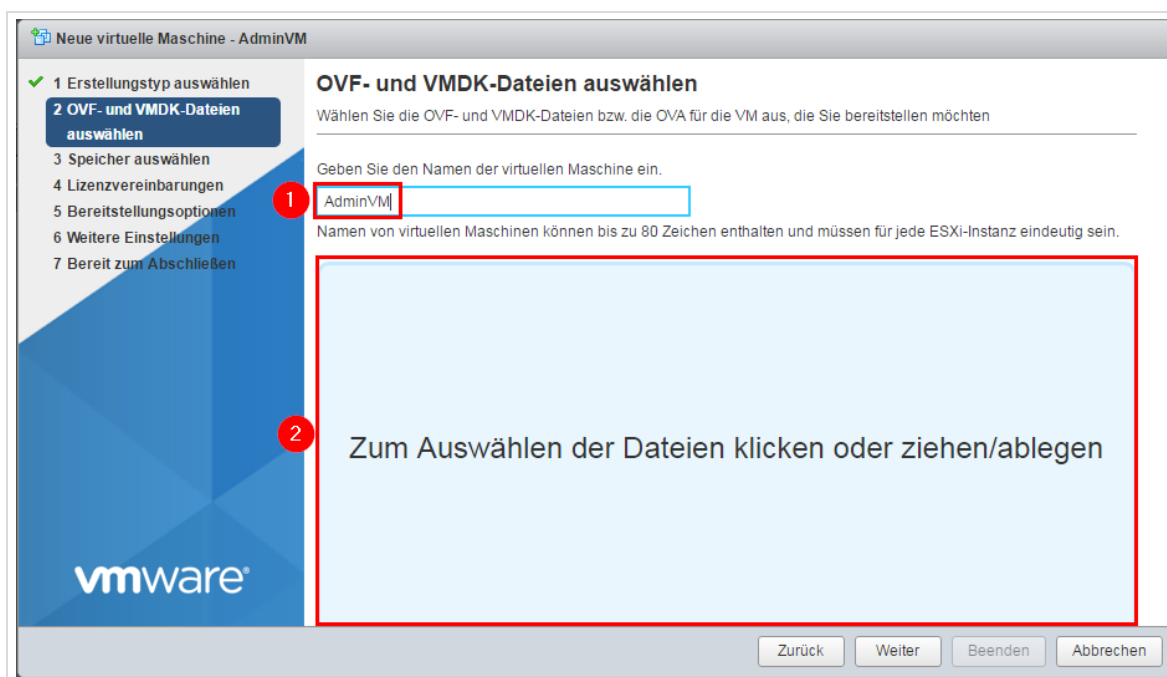 Neue virtuelle Maschine - AdminVM
1 Erstellungstyp auswählen
2 OVF- und VMDK-Dateien
auswählen
3 Speicher auswählen
4 Lizenzvereinbarungen
5 Bereitstellungsoptionen
6 Weitere Einstellungen
7 Bereit zum Abschließen
vmware®
OVF- und VMDK-Dateien auswählen
Wählen Sie die OVF- und VMDK-Dateien bzw. die OVA für die VM aus, die Sie bereitstellen möchten
Geben Sie den Namen der virtuellen Maschine ein.
1
AdminVM
Namen von virtuellen Maschinen können bis zu 80 Zeichen enthalten und müssen für jede ESXi-Instanz eindeutig sein.
2
Zum Auswählen der Dateien klicken oder ziehen/ablegen
Zurück
Weiter
Beenden
Abbrechen